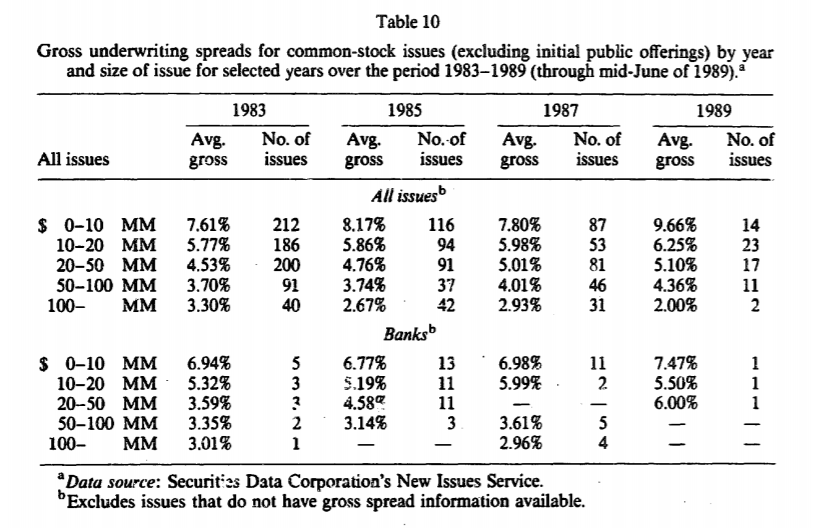 Table 10
Gross underwriting spreads for common-stock issues (excluding initial public offerings) by year
and size of issue for selected years over the period 1983–1989 (through mid-June of 1989).a
1983 1985 1987 1989
Avg. No. of Avg. No. of Avg. No. of Avg. No. of
All issues gross issues gross issues gross issues gross issues
All issuesb
$ 0–10 MM 7.61% 212 8.17% 116 7.80% 87 9.66% 14
10–20 MM 5.77% 186 5.86% 94 5.98% 53 6.25% 23
20–50 MM 4.53% 200 4.76% 91 5.01% 81 5.10% 17
50–100 MM 3.70% 91 3.74% 37 4.01% 46 4.36% 11
100– MM 3.30% 40 2.67% 42 2.93% 31 2.00% 2
Banksb
$ 0–10 MM 6.94% 5 6.77% 13 6.98% 11 7.47% 1
10–20 MM 5.32% 3 5.19% 11 5.99% 2 5.50% 1
20–50 MM 3.59% 4.58% 11 — — 6.00% 1
50–100 MM 3.35% 2 3.14% 3 3.61% 5 — —
100– MM 3.01% 1 — — 2.96% 4 — —
aData source: Securities Data Corporation's New Issues Service.
bExcludes issues that do not have gross spread information available.